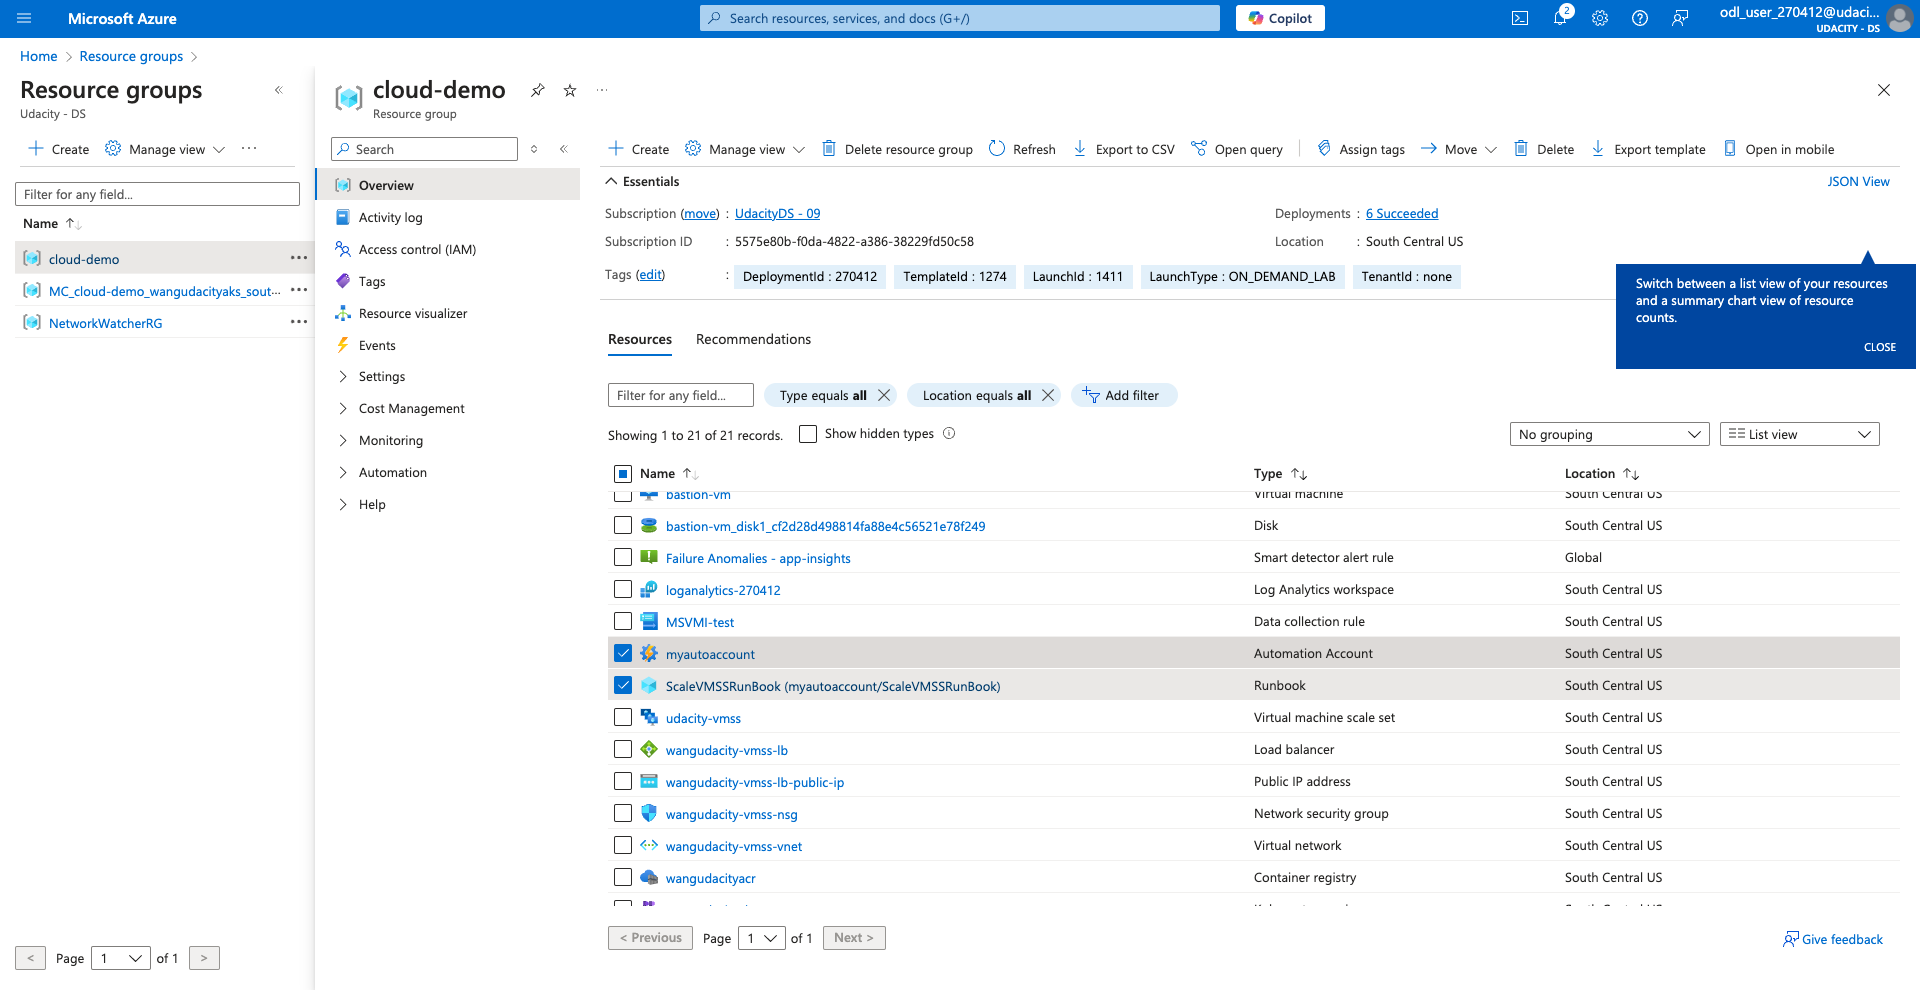 Microsoft Azure
Search resources, services, and docs (G+/)
Copilot
2
odl_user_270412@udaci...
UDACITY - DS
Home > Resource groups >
Resource groups
Udacity - DS
Create
Manage view
Filter for any field...
Name
cloud-demo
MC_cloud-demo_wangudacityaks_sout...
NetworkWatcherRG
< Page 1 of 1 >
cloud-demo
Resource group
Search
Overview
Activity log
Access control (IAM)
Tags
Resource visualizer
Events
Settings
Cost Management
Monitoring
Automation
Help
Create
Manage view
Delete resource group
Refresh
Export to CSV
Open query
Assign tags
Move
Delete
Export template
Open in mobile
Essentials
JSON View
Subscription (move) : UdacityDS - 09
Deployments : 6 Succeeded
Subscription ID : 5575e80b-f0da-4822-a386-38229fd50c58
Location : South Central US
Tags (edit) : DeploymentId : 270412 TemplateId : 1274 LaunchId : 1411 LaunchType : ON_DEMAND_LAB TenantId : none
Switch between a list view of your resources
and a summary chart view of resource
counts.
CLOSE
Resources Recommendations
Filter for any field...
Type equals all
Location equals all
Add filter
Showing 1 to 21 of 21 records.
Show hidden types
No grouping
List view
Name Type Location
bastion-vm Virtual machine South Central US
bastion-vm_disk1_cf2d28d498814fa88e4c56521e78f249 Disk South Central US
Failure Anomalies - app-insights Smart detector alert rule Global
loganalytics-270412 Log Analytics workspace South Central US
MSVMI-test Data collection rule South Central US
myautoaccount Automation Account South Central US
ScaleVMSSRunBook (myautoaccount/ScaleVMSSRunBook) Runbook South Central US
udacity-vmss Virtual machine scale set South Central US
wangudacity-vmss-lb Load balancer South Central US
wangudacity-vmss-lb-public-ip Public IP address South Central US
wangudacity-vmss-nsg Network security group South Central US
wangudacity-vmss-vnet Virtual network South Central US
wangudacityacr Container registry South Central US
< Previous Page 1 of 1 Next >
Give feedback